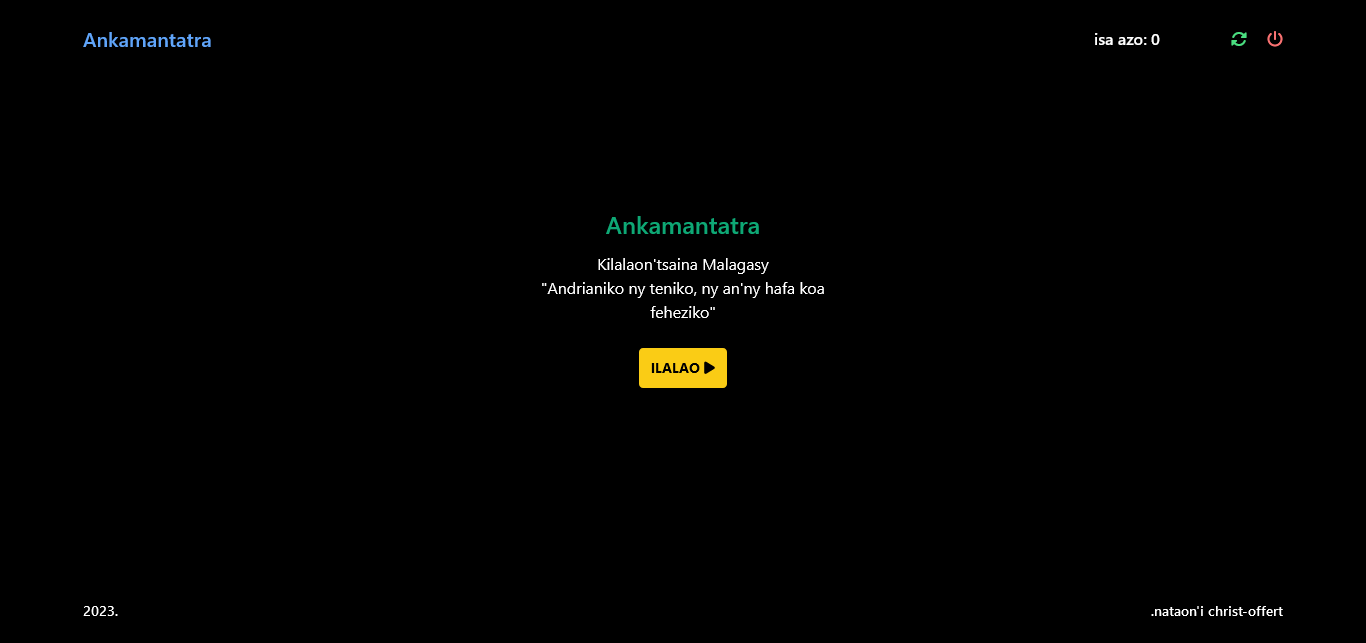 Ankamantatra
isa azo: 0
Ankamantatra
Kilalaon'tsaina Malagasy
"Andrianiko ny teniko, ny an'ny hafa koa
feheziko"
ILALAO
2023.
.nataon'i christ-offert